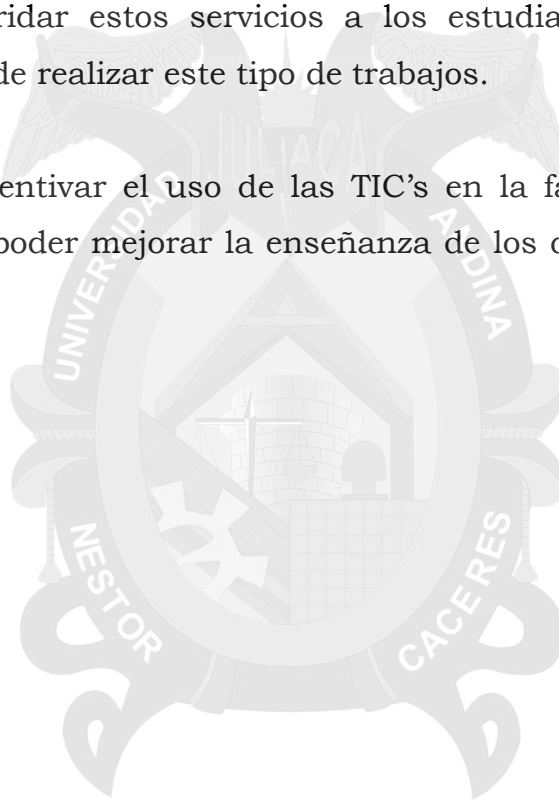 ridar estos servicios a los estudia
de realizar este tipo de trabajos.
entivar el uso de las TIC’s en la fa
poder mejorar la enseñanza de los
UNIVERSIDAD ANDINA
NESTOR CACERES
JULIACA